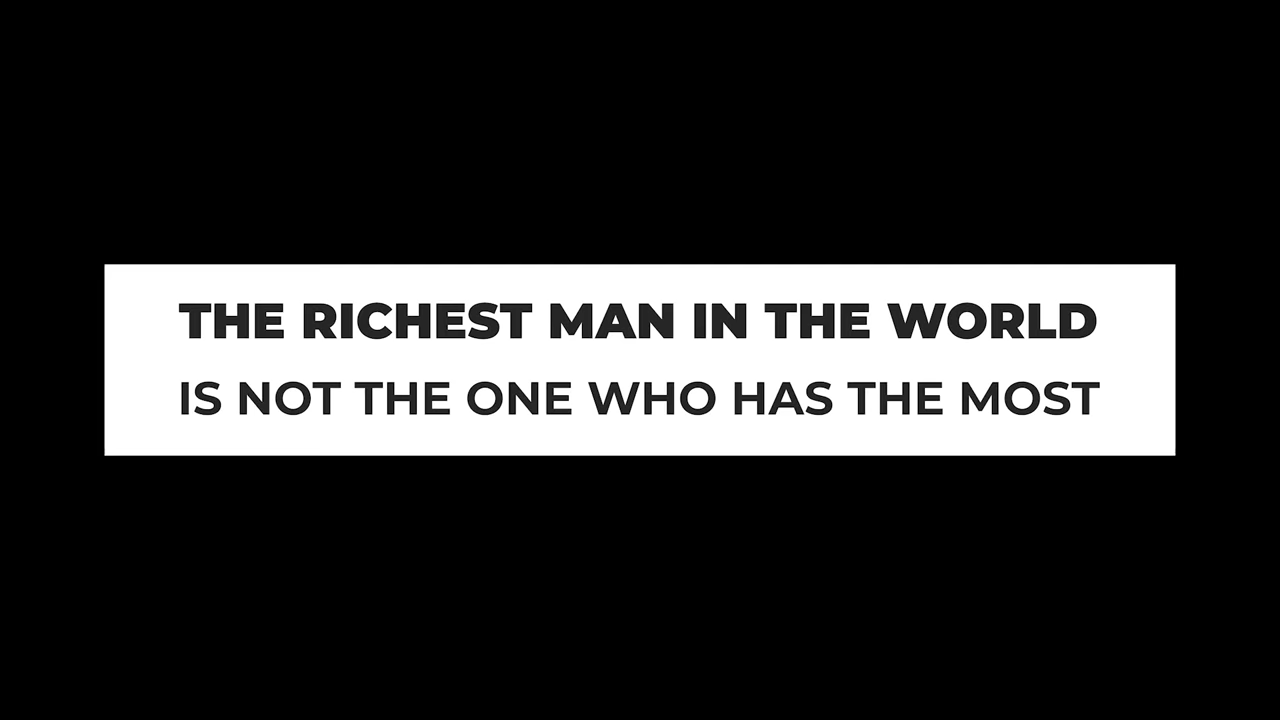 THE RICHEST MAN IN THE WORLD
IS NOT THE ONE WHO HAS THE MOST